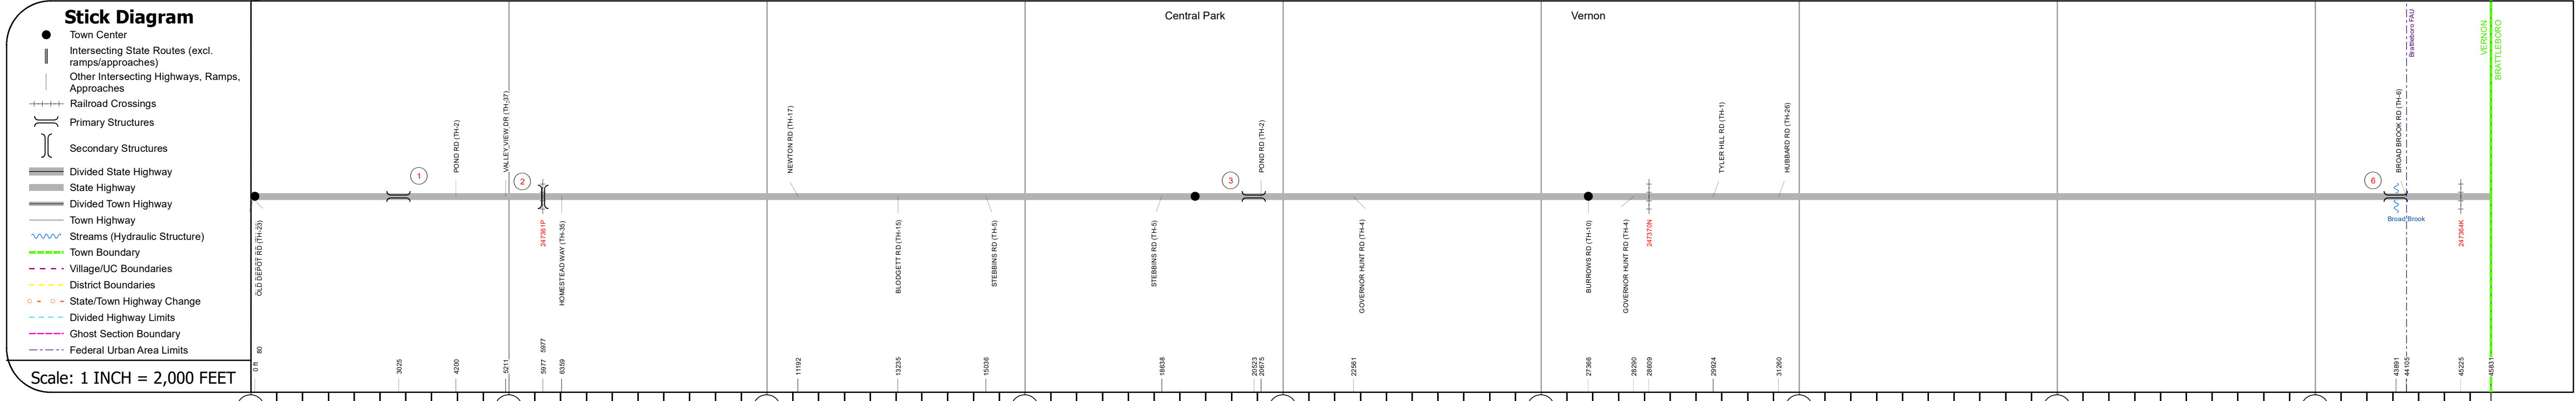 Stick Diagram
Town Center
Intersecting State Routes (excl.
ramps/approaches)
Other Intersecting Highways, Ramps,
Approaches
Railroad Crossings
Primary Structures
Secondary Structures
Divided State Highway
State Highway
Divided Town Highway
Town Highway
Streams (Hydraulic Structure)
Town Boundary
Village/UC Boundaries
District Boundaries
State/Town Highway Change
Divided Highway Limits
Ghost Section Boundary
Federal Urban Area Limits
Scale: 1 INCH = 2,000 FEET
Central Park
Vernon
Brattleboro FAU
VERNON
BRATTLEBORO
POND RD (TH-2)
VALLEY VIEW DR (TH-37)
NEWTON RD (TH-17)
POND RD (TH-2)
TYLER HILL RD (TH-1)
HUBBARD RD (TH-26)
BROAD BROOK RD (TH-6)
1
2
3
6
OLD DEPOT RD (TH-23)
247361P
HOMESTEAD WAY (TH-35)
BLODGETT RD (TH-15)
STEBBINS RD (TH-5)
STEBBINS RD (TH-5)
GOVERNOR HUNT RD (TH-4)
BURROWS RD (TH-10)
GOVERNOR HUNT RD (TH-4)
247370N
Broad Brook
247364K
0 ft
80
3025
4200
5211
5977
5977
6359
11192
13235
15036
18638
20523
20675
22561
27366
28290
28609
29924
31260
43891
44105
45225
45831